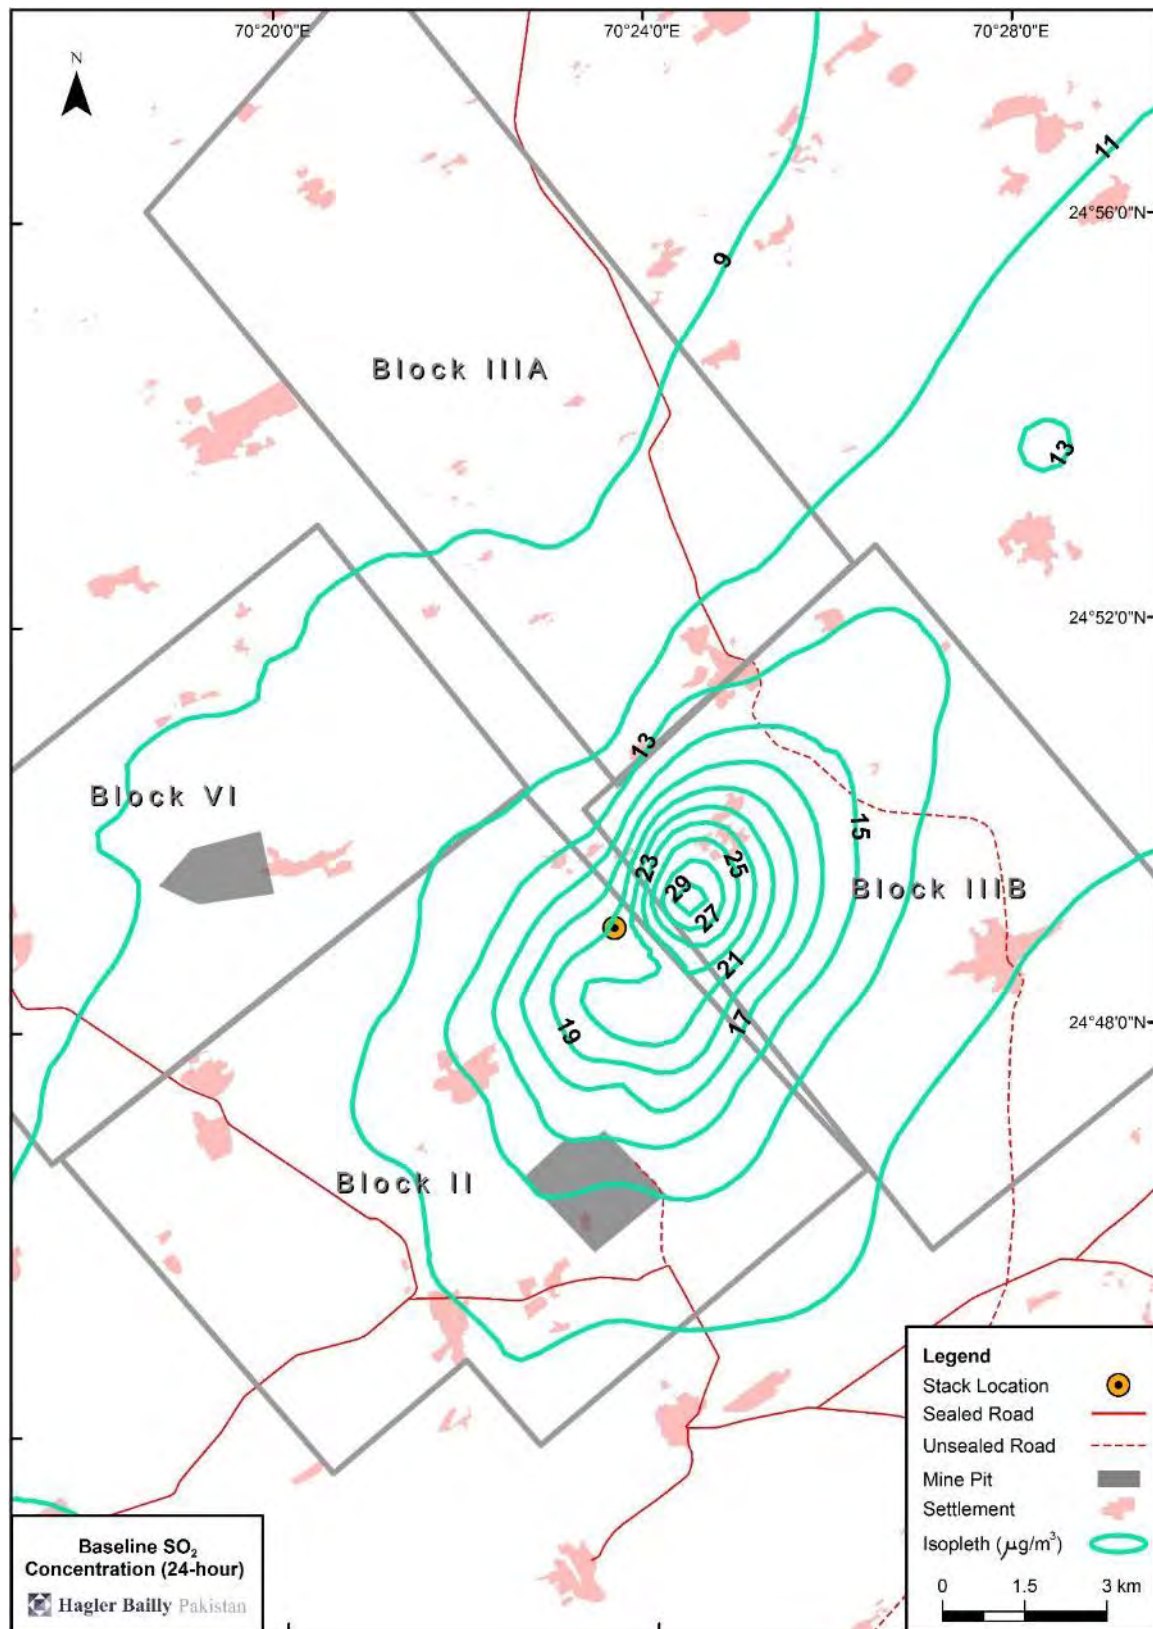 70°20'0"E
70°24'0"E
70°28'0"E
N
11
24°56'0"N
9
Block IIIA
13
24°52'0"N
13
Block VI
15
23
25
29
Block IIIB
27
21
17
19
24°48'0"N
Block II
Legend
Stack Location
Sealed Road
Unsealed Road
Mine Pit
Settlement
Isopleth (µg/m³)
0 1.5 3 km
Baseline SO₂
Concentration (24-hour)
Hagler Bailly Pakistan